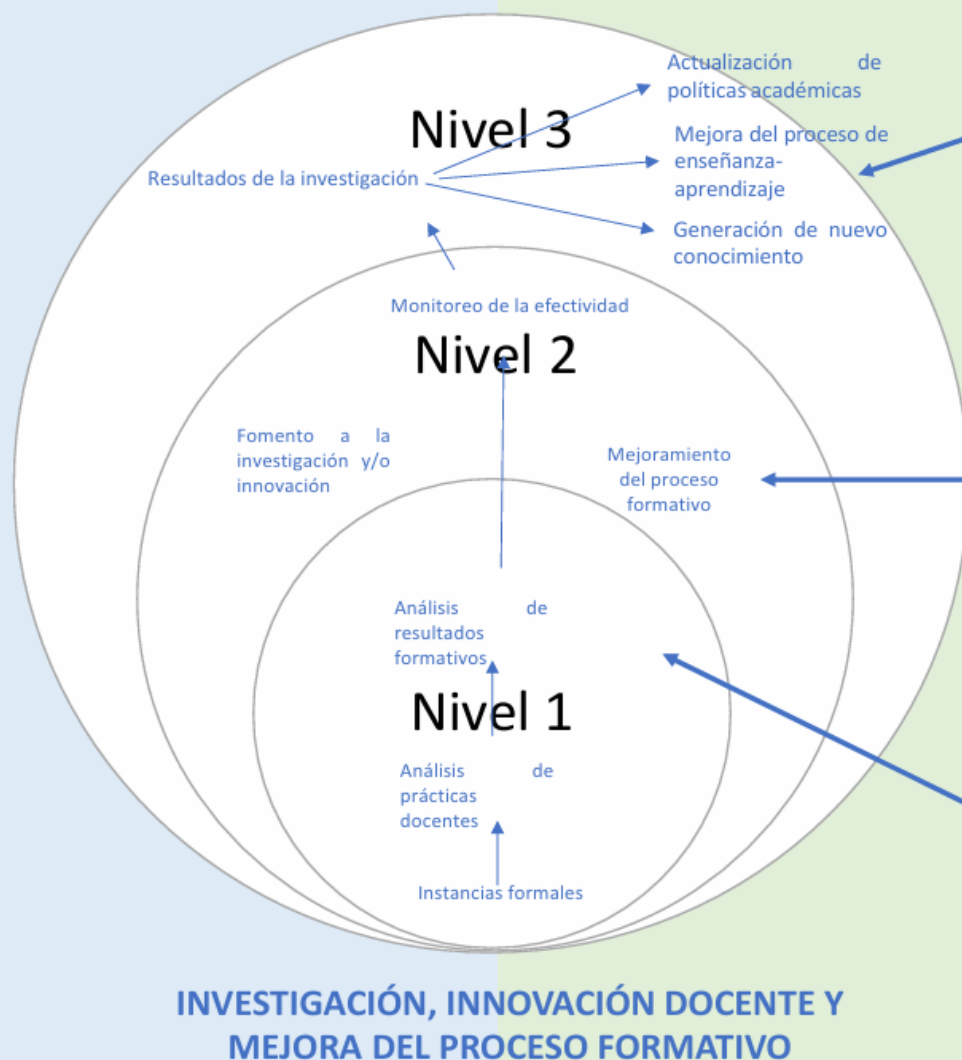 Actualización de
políticas académicas
Nivel 3
Mejora del proceso de
enseñanza-
aprendizaje
Resultados de la investigación
Generación de nuevo
conocimiento
Monitoreo de la efectividad
Nivel 2
Fomento a la
investigación y/o
innovación
Mejoramiento
del proceso
formativo
Análisis de
resultados
formativos
Nivel 1
Análisis de
prácticas
docentes
Instancias formales
INVESTIGACIÓN, INNOVACIÓN DOCENTE Y
MEJORA DEL PROCESO FORMATIVO